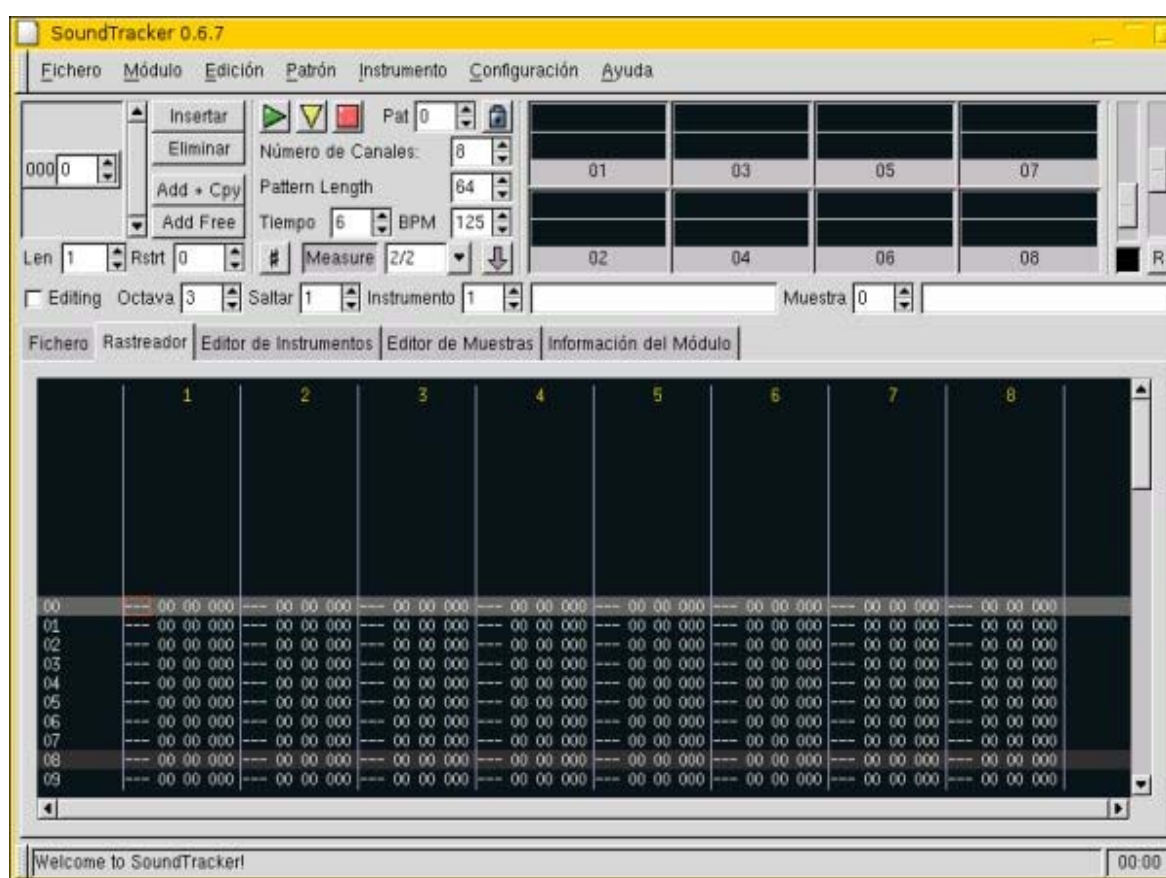 SoundTracker 0.6.7
Fichero Módulo Edición Patrón Instrumento Configuración Ayuda
Insertar Pat 0
Eliminar Número de Canales: 8
000 0 01 03 05 07
Add + Cpy Pattern Length 64
Add Free Tiempo 6 BPM 125
Len 1 Rstrt 0 # Measure 2/2 02 04 06 08 R
Editing Octava 3 Saltar 1 Instrumento 1 Muestra 0
Fichero Rastreador Editor de Instrumentos Editor de Muestras Información del Módulo
1 2 3 4 5 6 7 8
00 --- 00 00 000 --- 00 00 000 --- 00 00 000 --- 00 00 000 --- 00 00 000 --- 00 00 000 --- 00 00 000 --- 00 00 000
01 --- 00 00 000 --- 00 00 000 --- 00 00 000 --- 00 00 000 --- 00 00 000 --- 00 00 000 --- 00 00 000 --- 00 00 000
02 --- 00 00 000 --- 00 00 000 --- 00 00 000 --- 00 00 000 --- 00 00 000 --- 00 00 000 --- 00 00 000 --- 00 00 000
03 --- 00 00 000 --- 00 00 000 --- 00 00 000 --- 00 00 000 --- 00 00 000 --- 00 00 000 --- 00 00 000 --- 00 00 000
04 --- 00 00 000 --- 00 00 000 --- 00 00 000 --- 00 00 000 --- 00 00 000 --- 00 00 000 --- 00 00 000 --- 00 00 000
05 --- 00 00 000 --- 00 00 000 --- 00 00 000 --- 00 00 000 --- 00 00 000 --- 00 00 000 --- 00 00 000 --- 00 00 000
06 --- 00 00 000 --- 00 00 000 --- 00 00 000 --- 00 00 000 --- 00 00 000 --- 00 00 000 --- 00 00 000 --- 00 00 000
07 --- 00 00 000 --- 00 00 000 --- 00 00 000 --- 00 00 000 --- 00 00 000 --- 00 00 000 --- 00 00 000 --- 00 00 000
08 --- 00 00 000 --- 00 00 000 --- 00 00 000 --- 00 00 000 --- 00 00 000 --- 00 00 000 --- 00 00 000 --- 00 00 000
09 --- 00 00 000 --- 00 00 000 --- 00 00 000 --- 00 00 000 --- 00 00 000 --- 00 00 000 --- 00 00 000 --- 00 00 000
Welcome to SoundTracker! 00:00